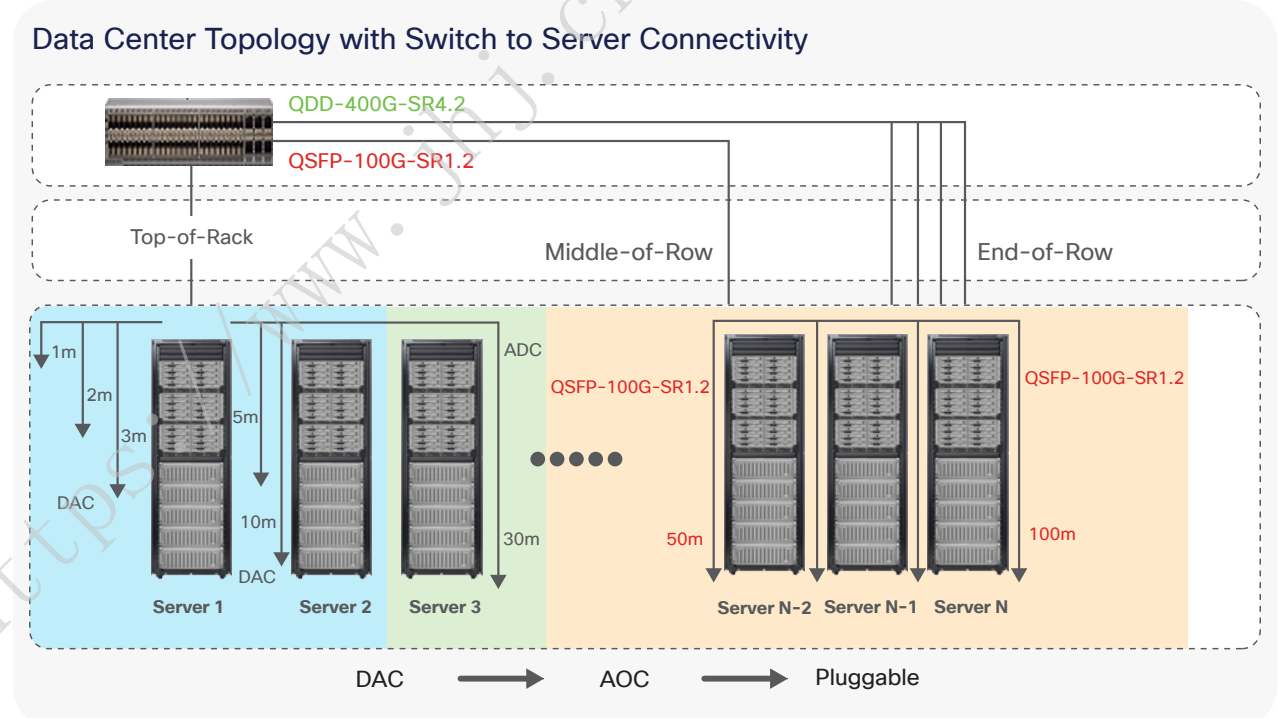 Data Center Topology with Switch to Server Connectivity
QDD-400G-SR4.2
QSFP-100G-SR1.2
Top-of-Rack
Middle-of-Row
End-of-Row
1m
2m
3m
DAC
5m
10m
DAC
ADC
30m
QSFP-100G-SR1.2
50m
QSFP-100G-SR1.2
100m
Server 1
Server 2
Server 3
Server N-2
Server N-1
Server N
DAC
AOC
Pluggable
https://www.jhj.c